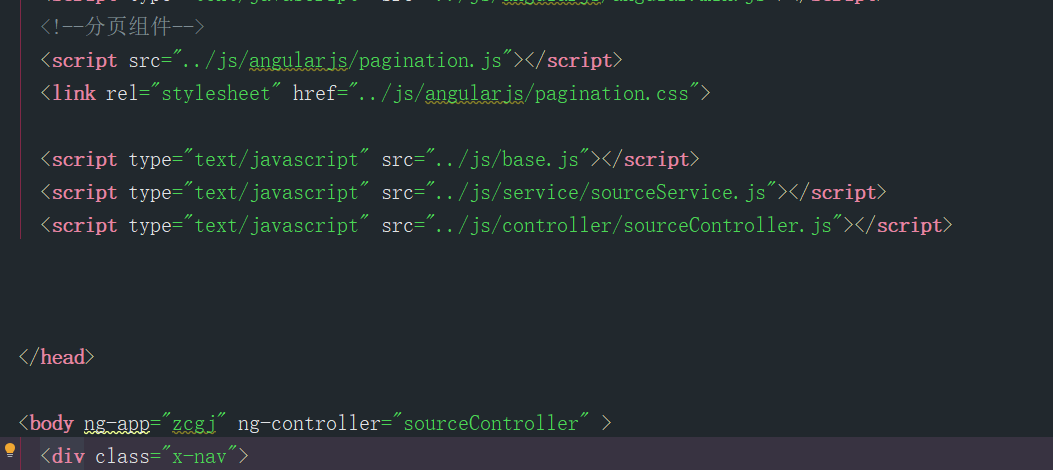 <!--分页组件-->
<script src="../js/angularjs/pagination.js"></script>
<link rel="stylesheet" href="../js/angularjs/pagination.css">
<script type="text/javascript" src="../js/base.js"></script>
<script type="text/javascript" src="../js/service/sourceService.js"></script>
<script type="text/javascript" src="../js/controller/sourceController.js"></script>
</head>
<body ng-app="zcgj" ng-controller="sourceController" >
<div class="x-nav">